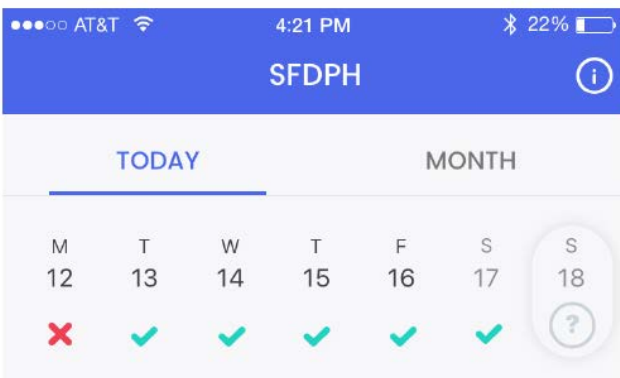 AT&T 4:21 PM 22%
SFDPH
TODAY MONTH
M T W T F S S
12 13 14 15 16 17 18
?